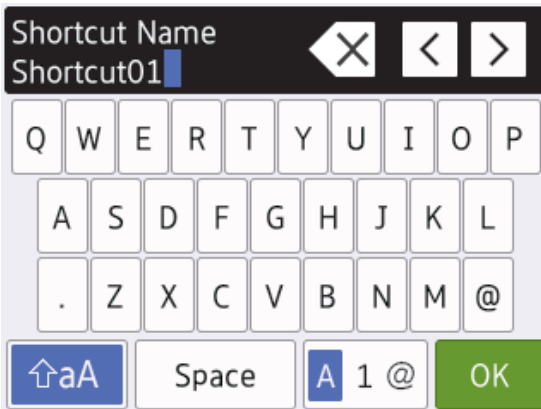 Shortcut Name
Shortcut01
Q W E R T Y U I O P
A S D F G H J K L
. Z X C V B N M @
aA Space A 1 @ OK